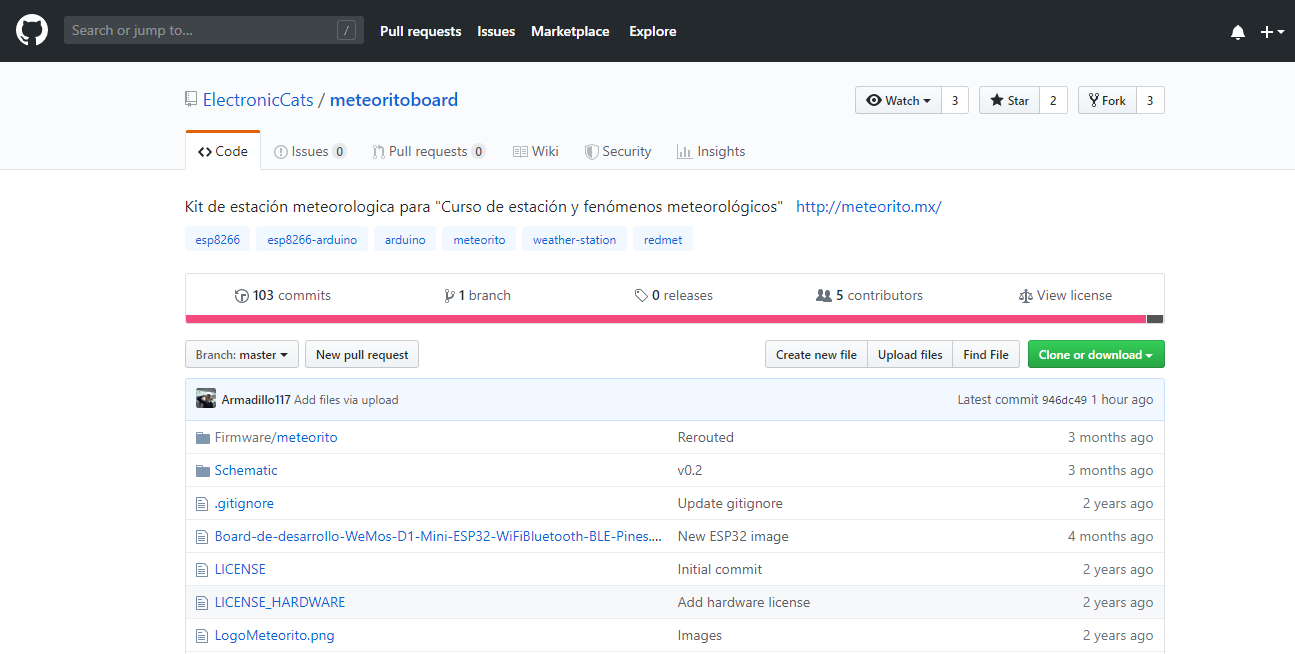 Search or jump to... / Pull requests Issues Marketplace Explore
ElectronicCats / meteoritoboard Watch 3 Star 2 Fork 3
Code Issues 0 Pull requests 0 Wiki Security Insights
Kit de estación meteorologica para "Curso de estación y fenómenos meteorológicos" http://meteorito.mx/
esp8266 esp8266-arduino arduino meteorito weather-station redmet
103 commits 1 branch 0 releases 5 contributors View license
Branch: master New pull request Create new file Upload files Find File Clone or download
Armadillo117 Add files via upload Latest commit 946dc49 1 hour ago
Firmware/meteorito Rerouted 3 months ago
Schematic v0.2 3 months ago
.gitignore Update gitignore 2 years ago
Board-de-desarrollo-WeMos-D1-Mini-ESP32-WiFiBluetooth-BLE-Pines.... New ESP32 image 4 months ago
LICENSE Initial commit 2 years ago
LICENSE_HARDWARE Add hardware license 2 years ago
LogoMeteorito.png Images 2 years ago